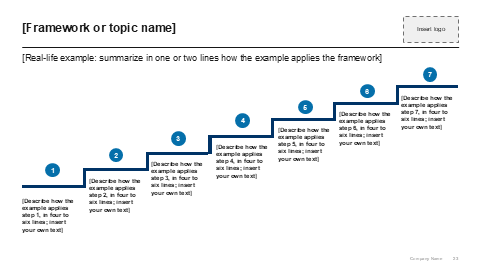 [Framework or topic name]
Insert logo
[Real-life example: summarize in one or two lines how the example applies the framework]
1
[Describe how the
example applies
step 1, in four to
six lines; insert
your own text]
2
[Describe how the
example applies
step 2, in four to
six lines; insert
your own text]
3
[Describe how the
example applies
step 3, in four to
six lines; insert
your own text]
4
[Describe how the
example applies
step 4, in four to
six lines; insert
your own text]
5
[Describe how the
example applies
step 5, in four to
six lines; insert
your own text]
6
[Describe how the
example applies
step 6, in four to
six lines; insert
your own text]
7
[Describe how the
example applies
step 7, in four to
six lines; insert
your own text]
Company Name